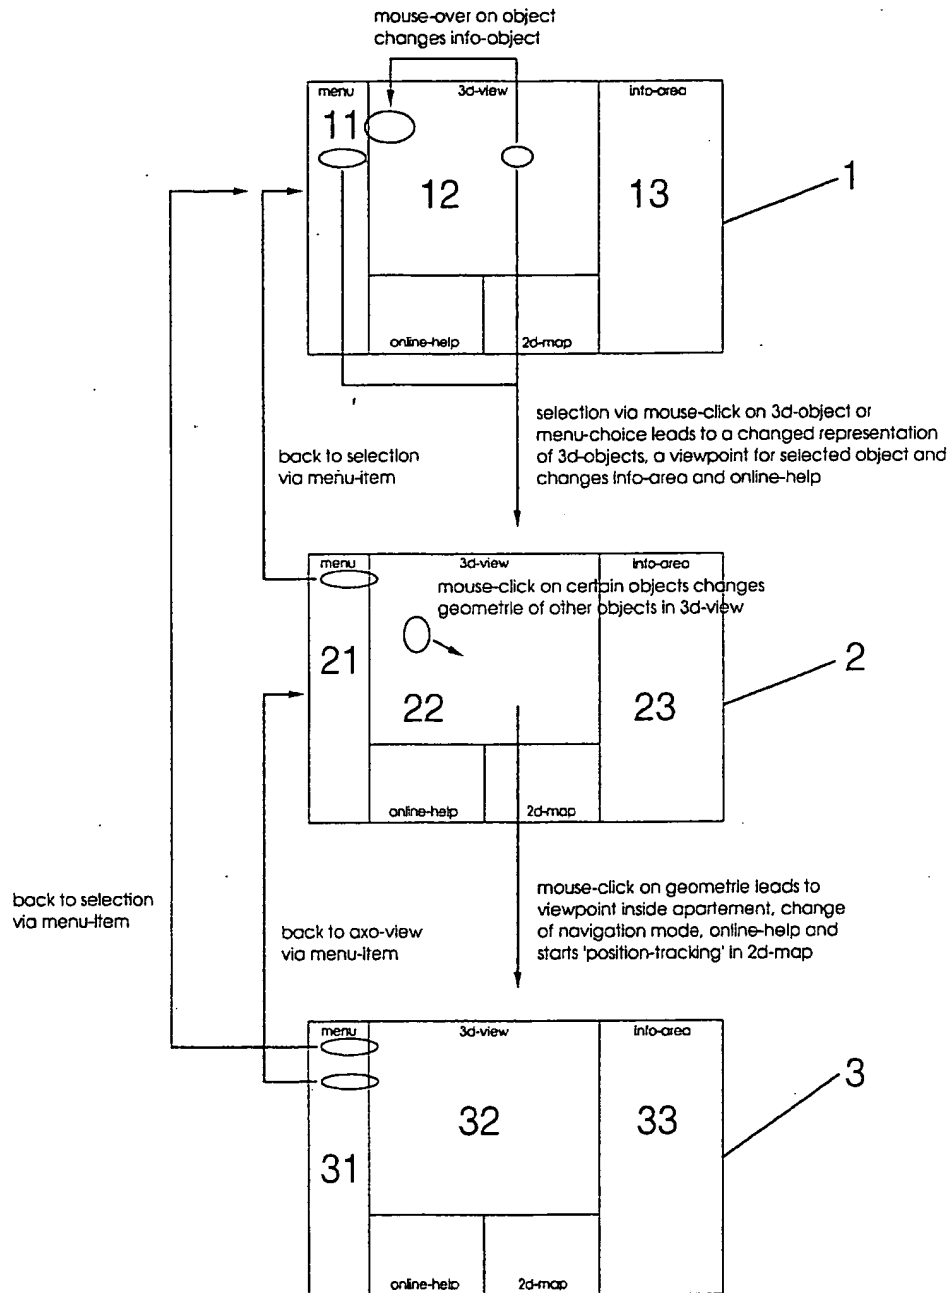 mouse-over on object
changes info-object
menu
3d-view
info-area
11
12
13
1
online-help
2d-map
selection via mouse-click on 3d-object or
menu-choice leads to a changed representation
of 3d-objects, a viewpoint for selected object and
changes info-area and online-help
back to selection
via menu-item
menu
3d-view
info-area
mouse-click on certain objects changes
geometrie of other objects in 3d-view
21
22
23
2
online-help
2d-map
back to selection
via menu-item
back to axo-view
via menu-item
mouse-click on geometrie leads to
viewpoint inside apartement, change
of navigation mode, online-help and
starts 'position-tracking' in 2d-map
menu
3d-view
info-area
31
32
33
3
online-help
2d-map